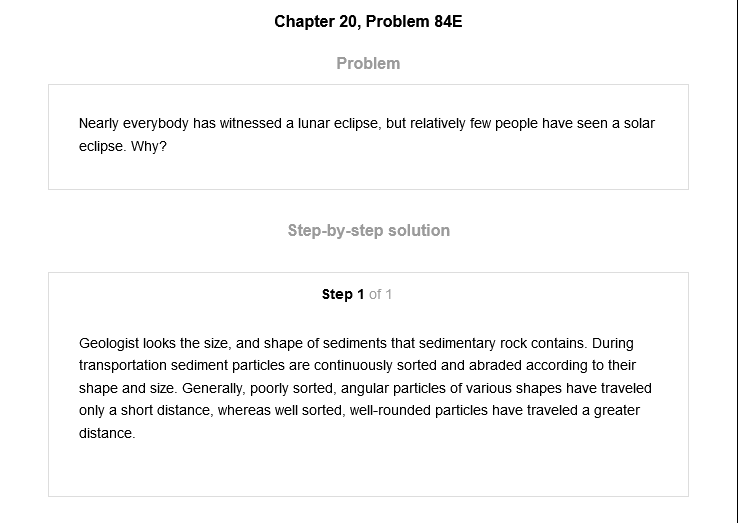 Chapter 20, Problem 84E
Problem
Nearly everybody has witnessed a lunar eclipse, but relatively few people have seen a solar
eclipse. Why?
Step-by-step solution
Step 1 of 1
Geologist looks the size, and shape of sediments that sedimentary rock contains. During
transportation sediment particles are continuously sorted and abraded according to their
shape and size. Generally, poorly sorted, angular particles of various shapes have traveled
only a short distance, whereas well sorted, well-rounded particles have traveled a greater
distance.